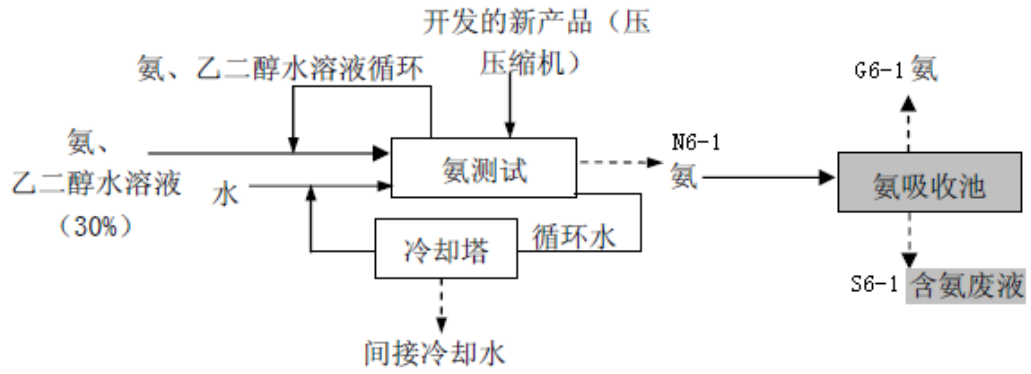 开发的新产品（压
压缩机）
氨、乙二醇水溶液循环
G6-1 氨
氨、
乙二醇水溶液
（30%）
水
氨测试
N6-1
氨
氨吸收池
冷却塔
循环水
S6-1 含氨废液
间接冷却水